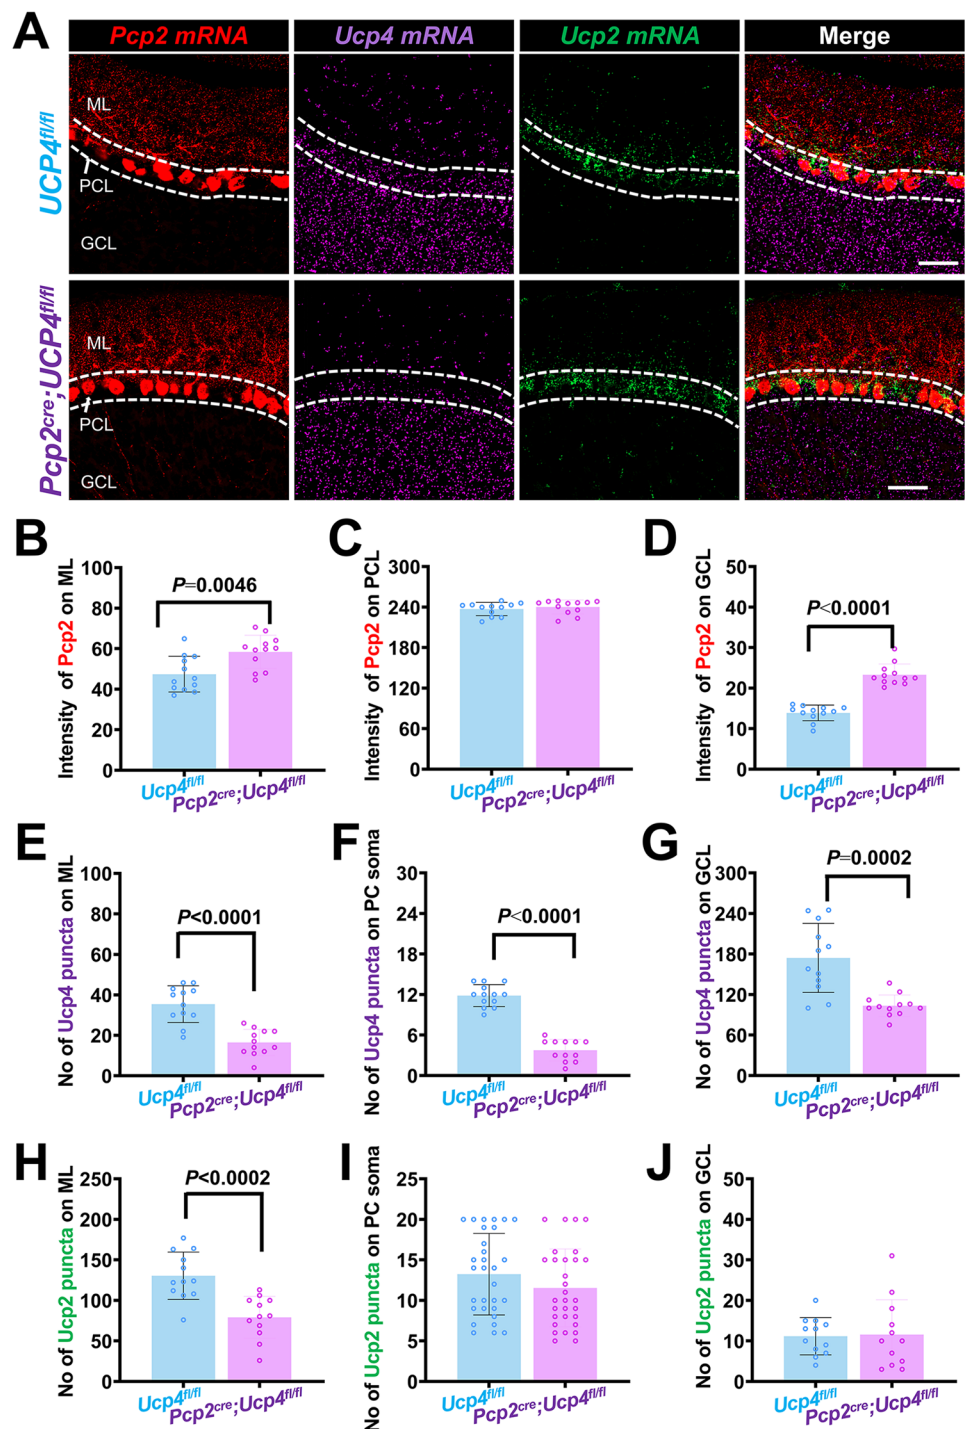 A
Pcp2 mRNA
Ucp4 mRNA
Ucp2 mRNA
Merge
UCP4fl/fl
ML
PCL
GCL
Pcp2cre;UCP4fl/fl
ML
PCL
GCL
B
Intensity of Pcp2 on ML
100
80
60
40
20
0
P=0.0046
Ucp4fl/fl
Pcp2cre;Ucp4fl/fl
C
Intensity of Pcp2 on PCL
300
240
180
120
60
0
Ucp4fl/fl
Pcp2cre;Ucp4fl/fl
D
Intensity of Pcp2 on GCL
50
40
30
20
10
0
P<0.0001
Ucp4fl/fl
Pcp2cre;Ucp4fl/fl
E
No of Ucp4 puncta on ML
100
80
60
40
20
0
P<0.0001
Ucp4fl/fl
Pcp2cre;Ucp4fl/fl
F
No of Ucp4 puncta on PC soma
30
24
18
12
6
0
P<0.0001
Ucp4fl/fl
Pcp2cre;Ucp4fl/fl
G
No of Ucp4 puncta on GCL
300
240
180
120
60
0
P=0.0002
Ucp4fl/fl
Pcp2cre;Ucp4fl/fl
H
No of Ucp2 puncta on ML
250
200
150
100
50
0
P<0.0002
Ucp4fl/fl
Pcp2cre;Ucp4fl/fl
I
No of Ucp2 puncta on PC soma
25
20
15
10
5
0
Ucp4fl/fl
Pcp2cre;Ucp4fl/fl
J
No of Ucp2 puncta on GCL
50
40
30
20
10
0
Ucp4fl/fl
Pcp2cre;Ucp4fl/fl